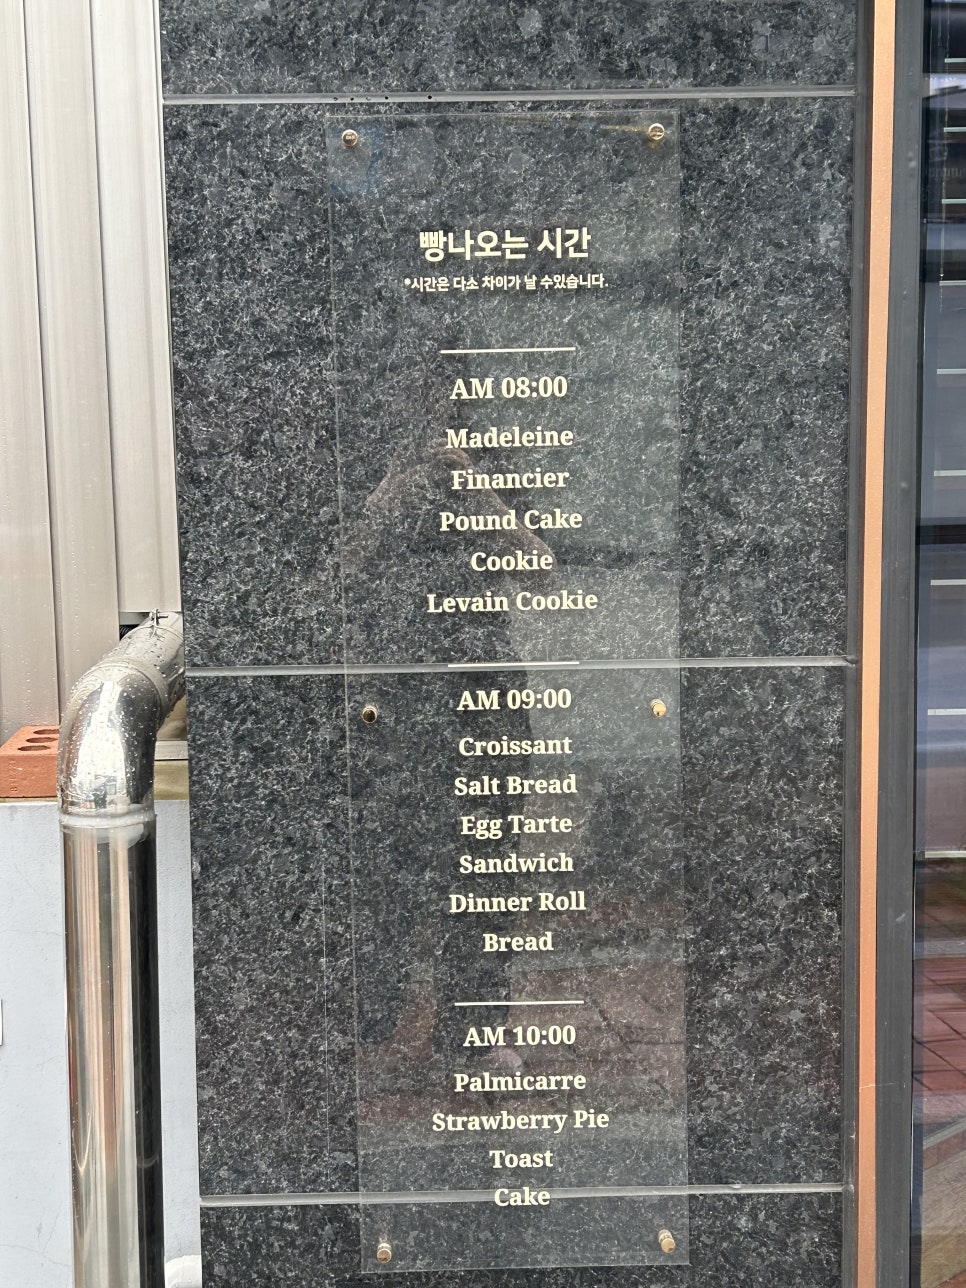 빵나오는 시간
*시간은 다소 차이가 날 수있습니다.
AM 08:00
Madeleine
Financier
Pound Cake
Cookie
Levain Cookie
AM 09:00
Croissant
Salt Bread
Egg Tarte
Sandwich
Dinner Roll
Bread
AM 10:00
Palmicarre
Strawberry Pie
Toast
Cake